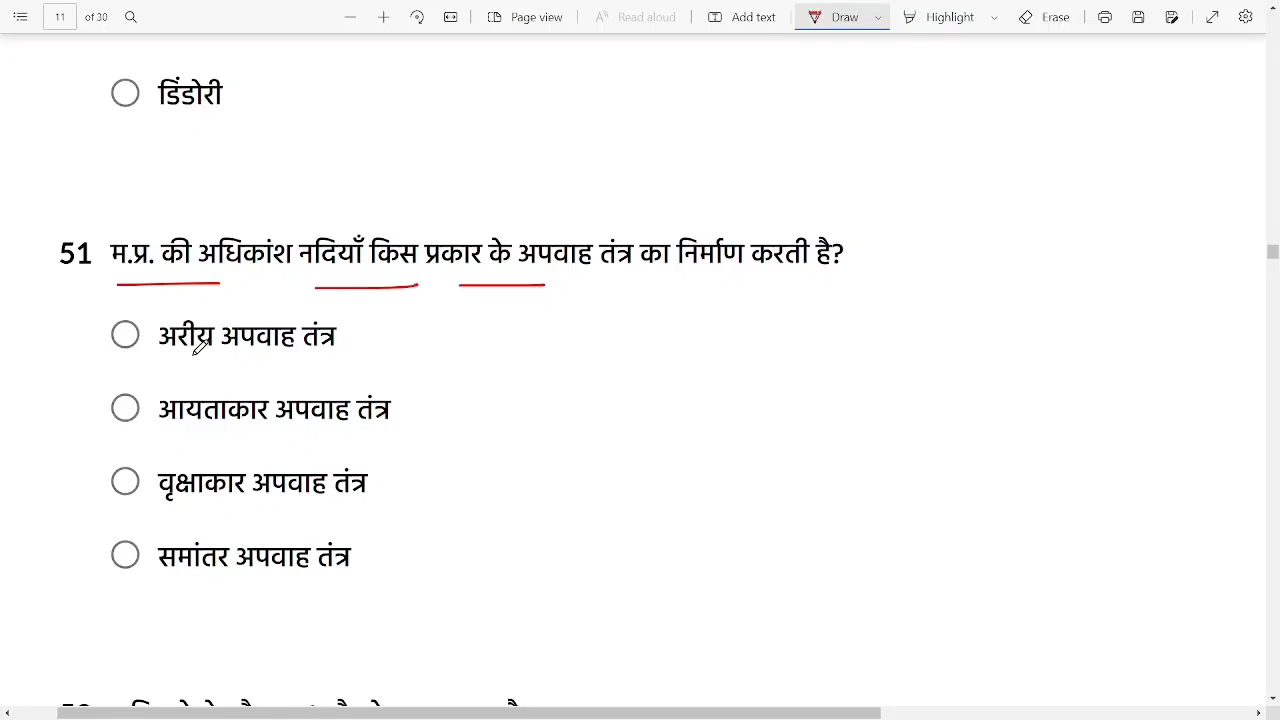 11 of 30 Page view Read aloud Add text Draw Highlight Erase
डिंडोरी
51 म.प्र. की अधिकांश नदियाँ किस प्रकार के अपवाह तंत्र का निर्माण करती है?
अरीय अपवाह तंत्र
आयताकार अपवाह तंत्र
वृक्षाकार अपवाह तंत्र
समांतर अपवाह तंत्र